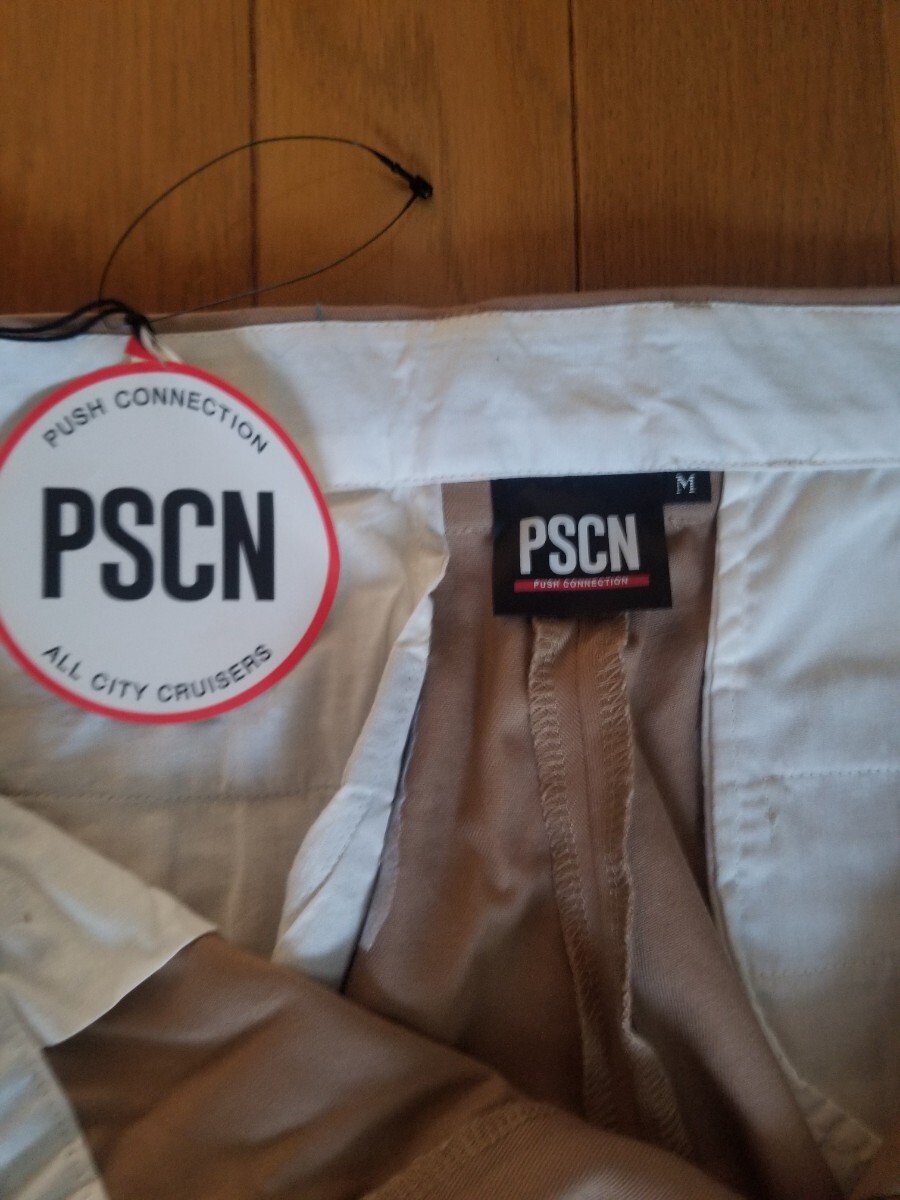 PUSH CONNECTION
PSCN
ALL CITY CRUISERS
M
PSCN
PUSH CONNECTION